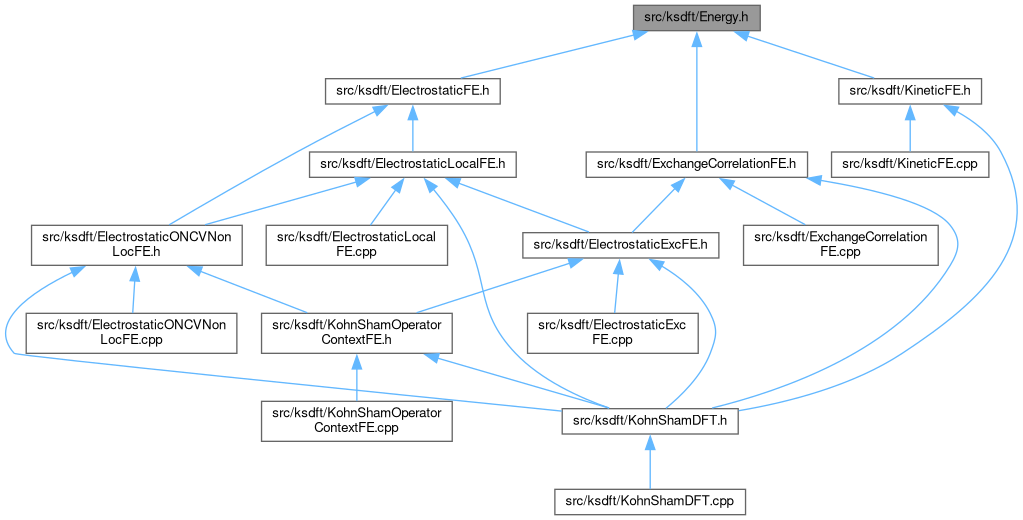 src/ksdft/Energy.h
src/ksdft/ElectrostaticFE.h
src/ksdft/KineticFE.h
src/ksdft/ElectrostaticLocalFE.h
src/ksdft/ExchangeCorrelationFE.h
src/ksdft/KineticFE.cpp
src/ksdft/ElectrostaticONCVNon
LocFE.h
src/ksdft/ElectrostaticLocal
FE.cpp
src/ksdft/ElectrostaticExcFE.h
src/ksdft/ExchangeCorrelation
FE.cpp
src/ksdft/ElectrostaticONCVNon
LocFE.cpp
src/ksdft/KohnShamOperator
ContextFE.h
src/ksdft/ElectrostaticExc
FE.cpp
src/ksdft/KohnShamOperator
ContextFE.cpp
src/ksdft/KohnShamDFT.h
src/ksdft/KohnShamDFT.cpp